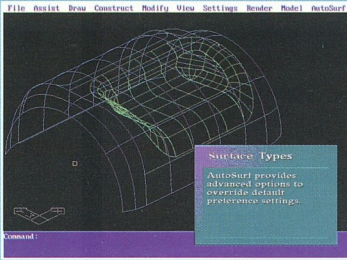 File Assist Draw Construct Modify View Settings Render Model AutoSurf
Surface Types
AutoSurf provides
advanced options to
override default
preference settings.
Command: